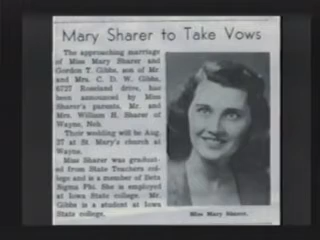 Mary Sharer to Take Vows
The approaching marriage
of Miss Mary Sharer and
Gordon T. Gibbs, son of Mr.
and Mrs. C. D. W. Gibbs,
6727 Roseland drive, has
been announced by Miss
Sharer's parents, Mr. and
Mrs. William H. Sharer of
Wayne, Neb.
Their wedding will be Aug.
27 at St. Mary's church at
Wayne.
Miss Sharer was graduat-
ed from State Teachers col-
lege and is a member of Beta
Sigma Phi. She is employed
at Iowa State college. Mr.
Gibbs is a student at Iowa
State college.
Miss Mary Sharer.